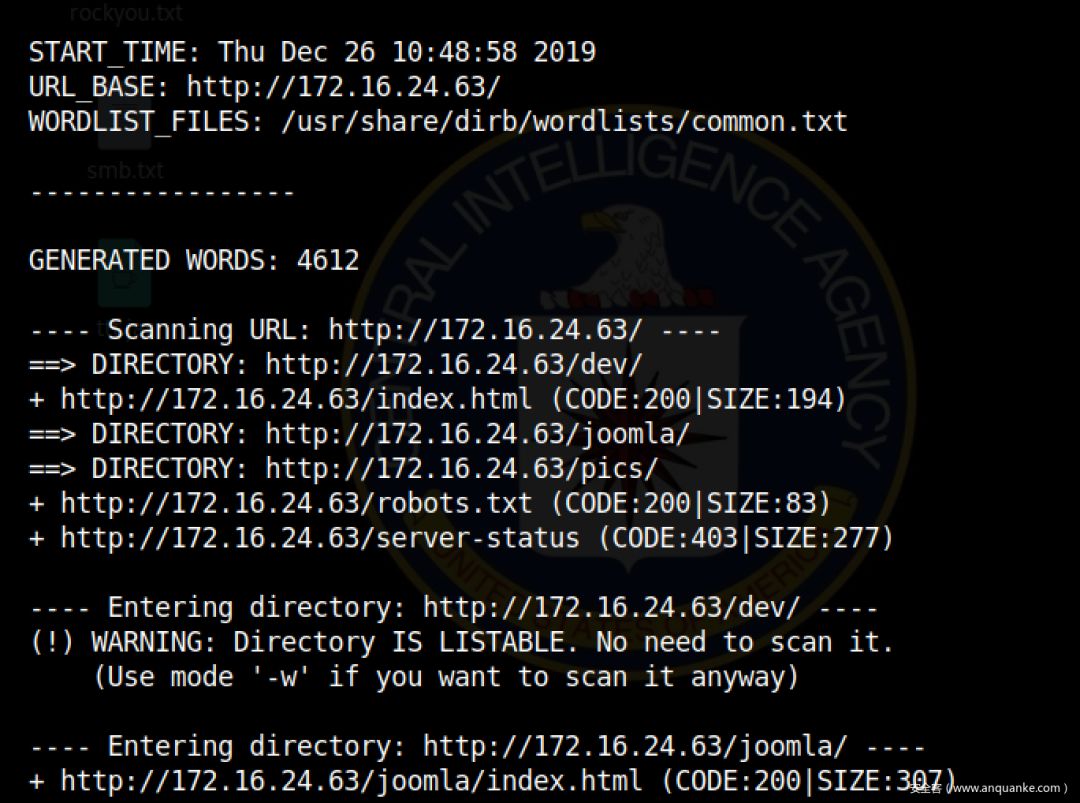 rockyou.txt
START_TIME: Thu Dec 26 10:48:58 2019
URL_BASE: http://172.16.24.63/
WORDLIST_FILES: /usr/share/dirb/wordlists/common.txt
smb.txt
-----------------
GENERATED WORDS: 4612
---- Scanning URL: http://172.16.24.63/ ----
==> DIRECTORY: http://172.16.24.63/dev/
+ http://172.16.24.63/index.html (CODE:200|SIZE:194)
==> DIRECTORY: http://172.16.24.63/joomla/
==> DIRECTORY: http://172.16.24.63/pics/
+ http://172.16.24.63/robots.txt (CODE:200|SIZE:83)
+ http://172.16.24.63/server-status (CODE:403|SIZE:277)
---- Entering directory: http://172.16.24.63/dev/ ----
(!) WARNING: Directory IS LISTABLE. No need to scan it.
    (Use mode '-w' if you want to scan it anyway)
---- Entering directory: http://172.16.24.63/joomla/ ----
+ http://172.16.24.63/joomla/index.html (CODE:200|SIZE:307)
安全客 ( www.anquanke.com )
CENTRAL INTELLIGENCE AGENCY
UNITED STATES OF AMERICA